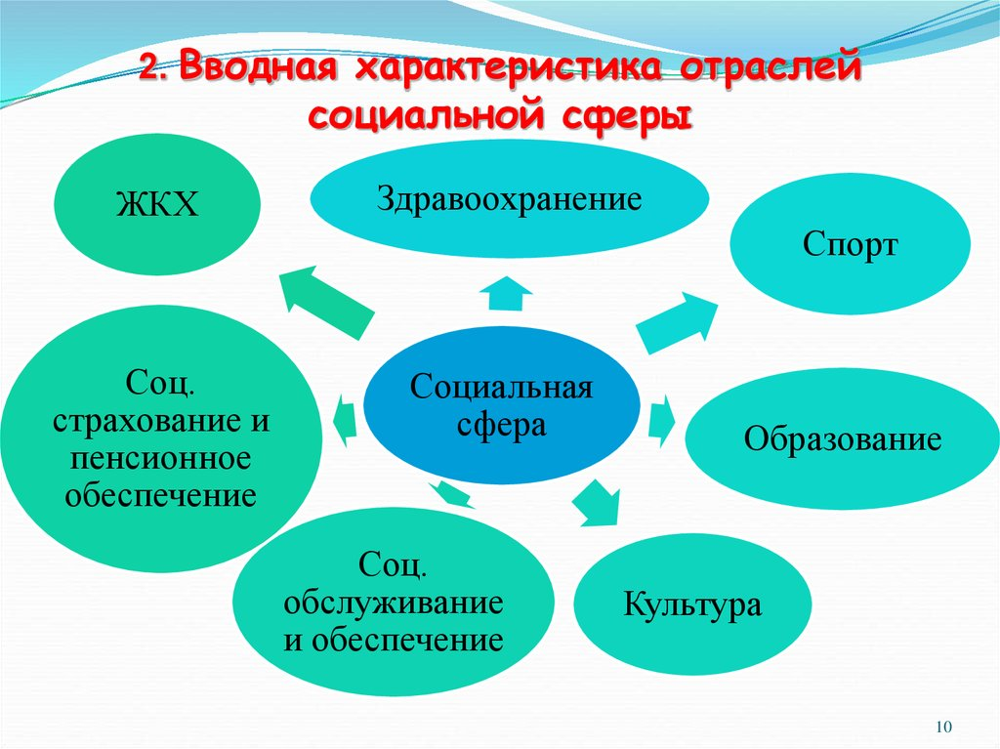 2. Вводная характеристика отраслей
социальной сферы
ЖКХ
Здравоохранение
Спорт
Соц.
страхование и
пенсионное
обеспечение
Социальная
сфера
Образование
Соц.
обслуживание
и обеспечение
Культура
10